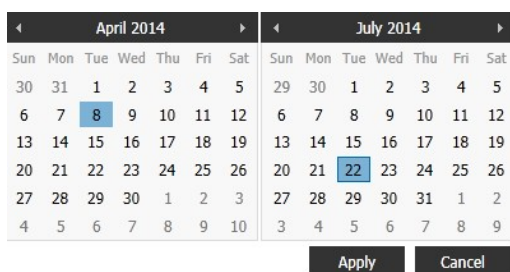 April 2014
Sun Mon Tue Wed Thu Fri Sat
30 31 1 2 3 4 5
6 7 8 9 10 11 12
13 14 15 16 17 18 19
20 21 22 23 24 25 26
27 28 29 30 1 2 3
4 5 6 7 8 9 10
July 2014
Sun Mon Tue Wed Thu Fri Sat
29 30 1 2 3 4 5
6 7 8 9 10 11 12
13 14 15 16 17 18 19
20 21 22 23 24 25 26
27 28 29 30 31 1 2
3 4 5 6 7 8 9
Apply Cancel